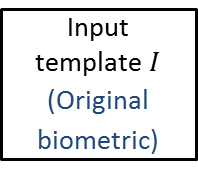 Input
template I
(Original
biometric)